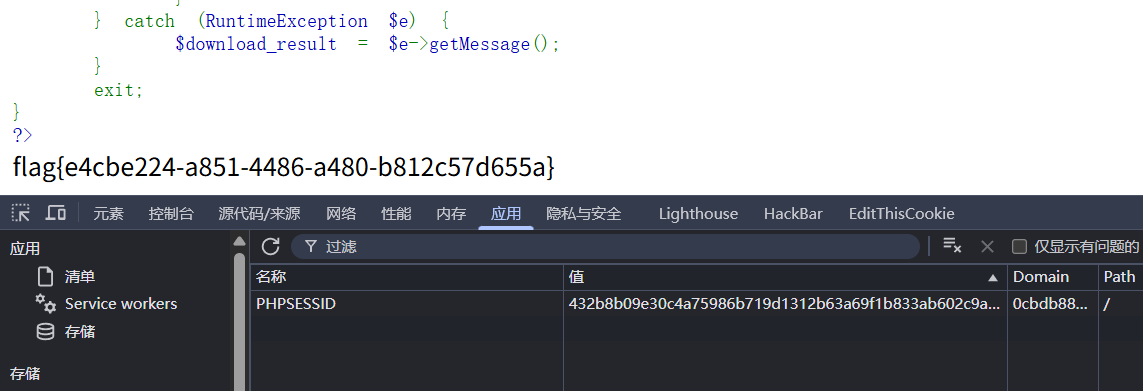 }
} catch (RuntimeException $e) {
$download_result = $e->getMessage();
}
exit;
}
?>
flag{e4cbe224-a851-4486-a480-b812c57d655a}
元素 控制台 源代码/来源 网络 性能 内存 应用 隐私与安全 Lighthouse HackBar EditThisCookie
应用
过滤
仅显示有问题的
清单
名称 值 Domain Path
Service workers
PHPSESSID 432b8b09e30c4a75986b719d1312b63a69f1b833ab602c9a... 0cbdb88... /
存储
存储